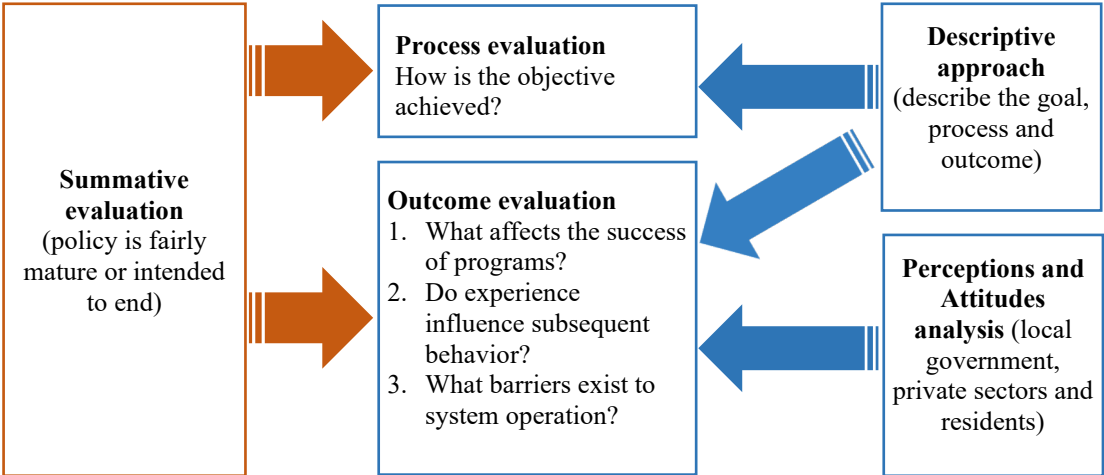 Summative
evaluation
(policy is fairly
mature or intended
to end)
Process evaluation
How is the objective
achieved?
Outcome evaluation
1. What affects the success
of programs?
2. Do experience
influence subsequent
behavior?
3. What barriers exist to
system operation?
Descriptive
approach
(describe the goal,
process and
outcome)
Perceptions and
Attitudes
analysis (local
government,
private sectors and
residents)